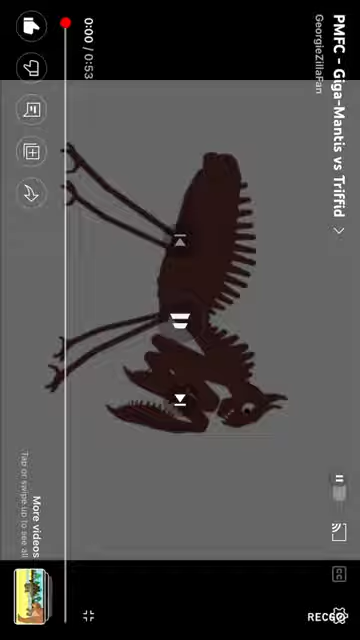 PMFC - Giga-Mantis vs Triffid
GeorgieZillaFan
CC
0:00 / 0:53
More videos
Tap or swipe up to see all